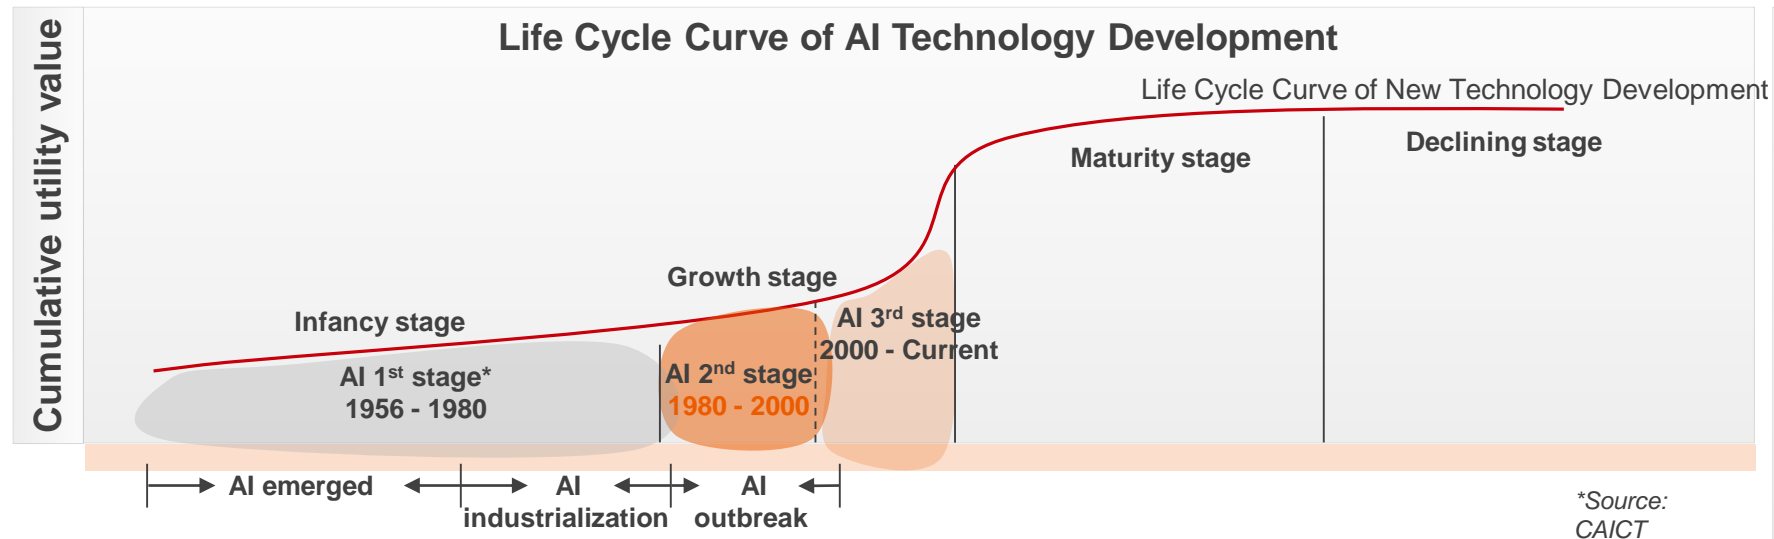 Life Cycle Curve of AI Technology Development
Cumulative utility value
Life Cycle Curve of New Technology Development
Declining stage
Maturity stage
Growth stage
Infancy stage
AI 3rd stage
2000 - Current
AI 1st stage*
1956 - 1980
AI 2nd stage
1980 - 2000
AI emerged
AI
industrialization
AI
outbreak
*Source:
CAICT